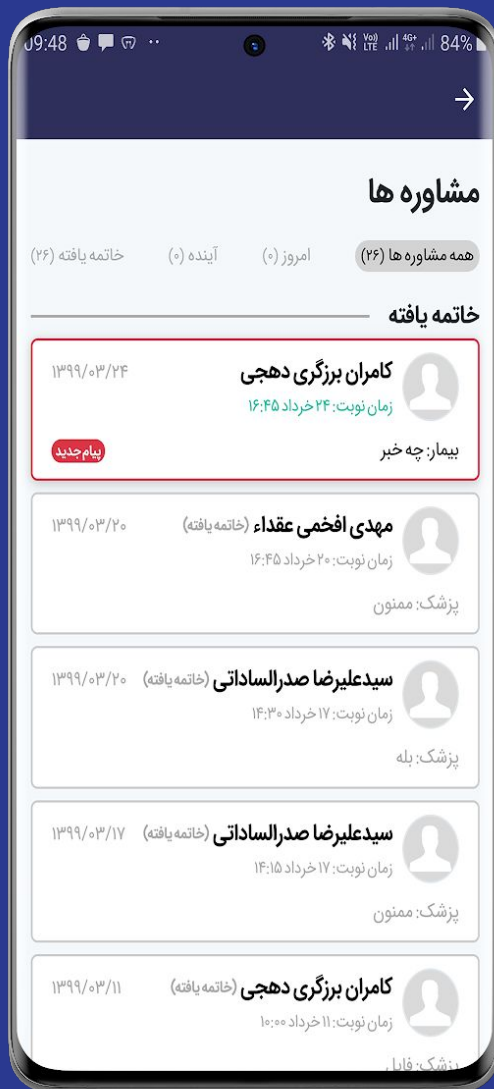 09:48
Vo)) LTE 4G+ 84%
مشاوره ها
همه مشاوره ها (۲۶) امروز (۰) آینده (۰) خاتمه یافته (۲۶)
خاتمه یافته
کامران برزگری دهجی ۱۳۹۹/۰۳/۲۴
زمان نوبت: ۲۴ خرداد ۱۶:۴۵
بیمار: چه خبر پیام جدید
مهدی افخمی عقداء (خاتمه یافته) ۱۳۹۹/۰۳/۲۰
زمان نوبت: ۲۰ خرداد ۱۶:۴۵
پزشک: ممنون
سیدعلیرضا صدرالساداتی (خاتمه یافته) ۱۳۹۹/۰۳/۲۰
زمان نوبت: ۱۷ خرداد ۱۴:۳۰
پزشک: بله
سیدعلیرضا صدرالساداتی (خاتمه یافته) ۱۳۹۹/۰۳/۱۷
زمان نوبت: ۱۷ خرداد ۱۴:۱۵
پزشک: ممنون
کامران برزگری دهجی (خاتمه یافته) ۱۳۹۹/۰۳/۱۱
زمان نوبت: ۱۱ خرداد ۱۰:۰۰
پزشک: فایل